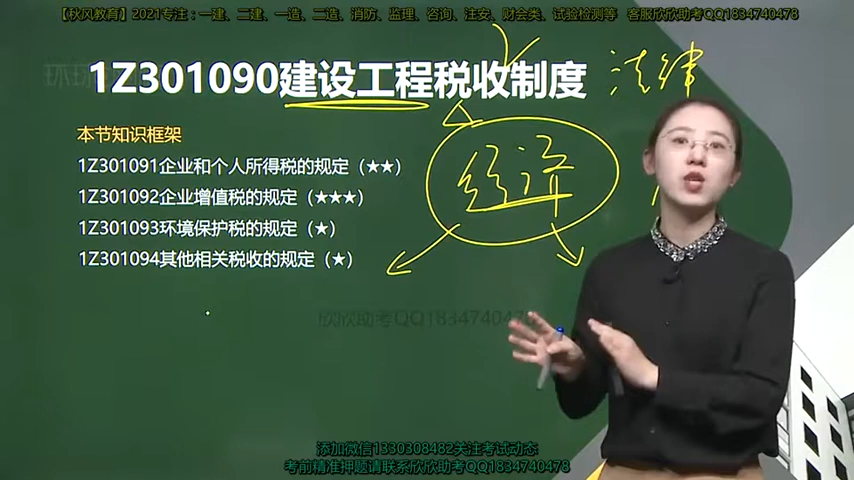 【秋风教育】2021专注：一建、二建、一造、二造、消防、监理、咨询、注安、财会类、试验检测等 客服欣欣助考QQ1834740478
1Z301090建设工程税收制度
法律
本节知识框架
1Z301091企业和个人所得税的规定（★★）
1Z301092企业增值税的规定（★★★）
1Z301093环境保护税的规定（★）
1Z301094其他相关税收的规定（★）
经济
欣欣助考QQ1834740478
添加微信1330308482关注考试动态
考前精准押题请联系欣欣助考QQ1834740478